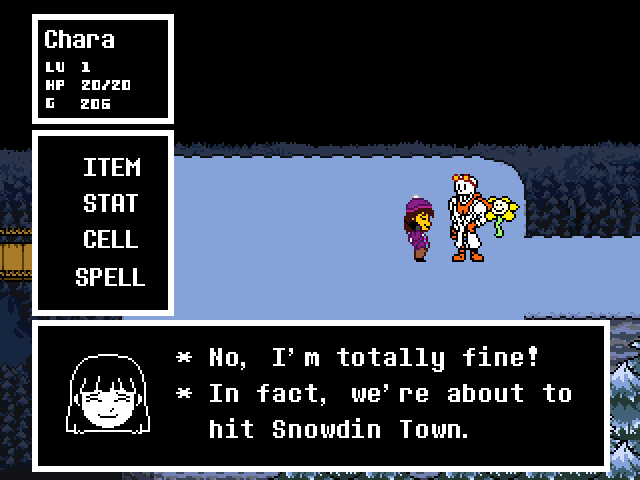 Chara
LV 1
HP 20/20
G 206
ITEM
STAT
CELL
SPELL
* No, I'm totally fine!
* In fact, we're about to
hit Snowdin Town.